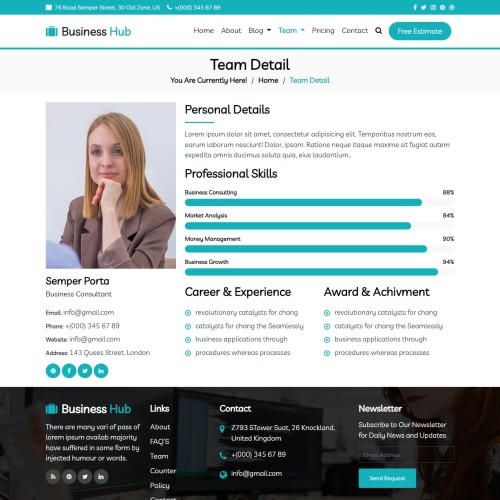 76 Road Semper Street, 30 Old Zone, US +(000) 345 67 89
Business Hub
Home About Blog Team Pricing Contact Free Estimate
Team Detail
You Are Currently Here! / Home / Team Detail
Personal Details
Lorem ipsum dolor sit amet, consectetur adipisicing elit. Temporibus nostrum eos,
earum laborum nesciunt! Dolor, ipsam. Ratione neque itaque maxime sit fugiat
expedita omnis ducimus soluta quia, eius laudantium..
Professional Skills
Business Consulting 88%
Market Analysis 84%
Money Management 90%
Business Growth 94%
Semper Porta
Business Consultant
Email: info@gmail.com
Phone: +(000) 345 67 89
Website: info@gmail.com
Address: 143 Quees Street, London
Career & Experience
revolutionary catalysts for chang
catalysts for chang the Seamlessly
business applications through
procedures whereas processes
Award & Achivment
revolutionary catalysts for chang
catalysts for chang the Seamlessly
business applications through
procedures whereas processes
Business Hub
There are many vari of pass of
lorem ipsum availab majority
have suffered in some form by
injected humour or words.
Links
About
FAQ'S
Team
Counter
Policy
Contact
Contact
Z793 STower Suat, 26 Knockland,
United Kingdom
+(000) 345 67 89
info@gmail.com
Newsletter
Subscribe to Our Newsletter
for Daily News and Updates
Email Address
Send Request